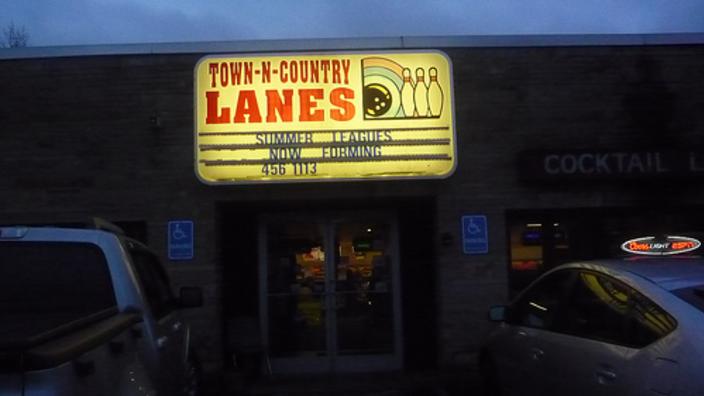 TOWN-N-COUNTRY
LANES
SUMMER LEAGUES
NOW FORMING
456 1113
COCKTAIL L
Coors LIGHT ESPN